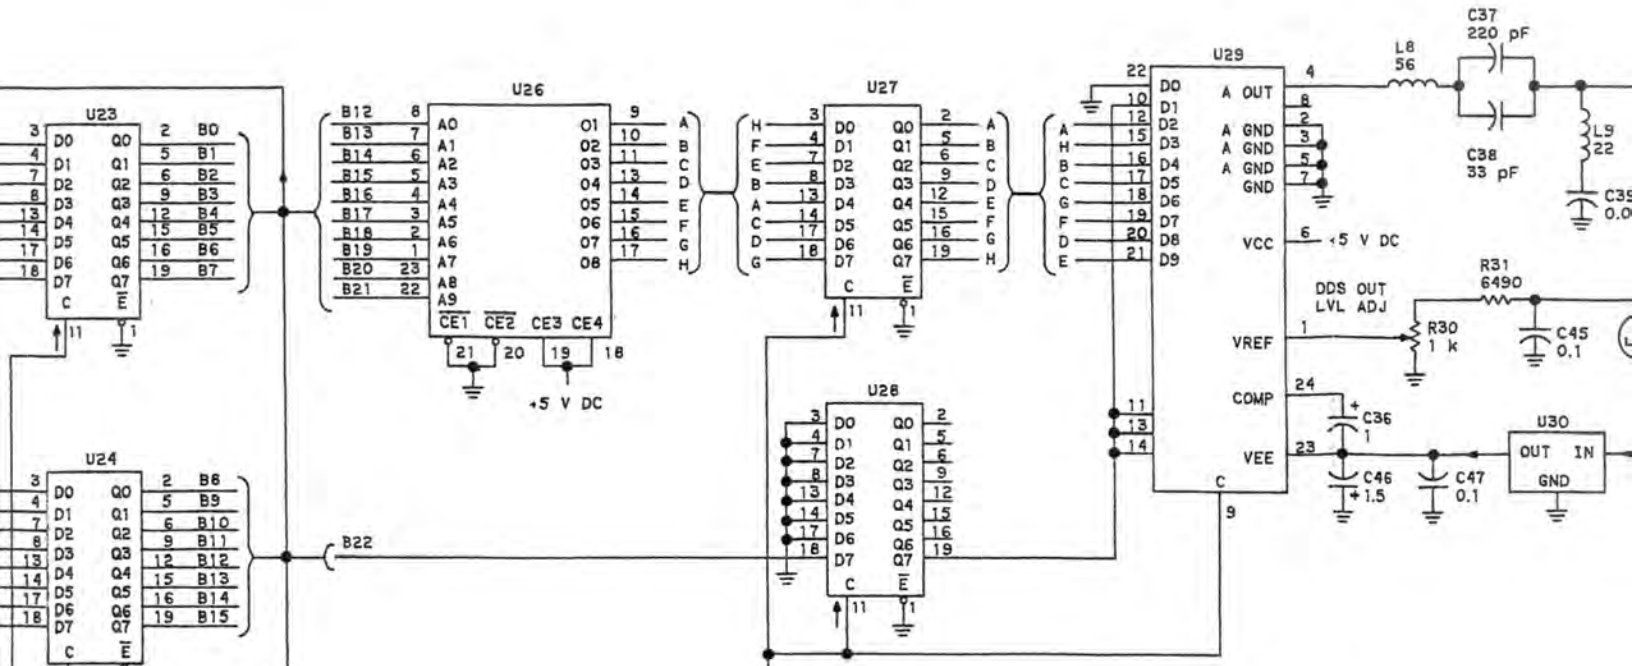 U23
3 D0 Q0 2 B0
4 D1 Q1 5 B1
7 D2 Q2 6 B2
8 D3 Q3 9 B3
13 D4 Q4 12 B4
14 D5 Q5 15 B5
17 D6 Q6 16 B6
18 D7 Q7 19 B7
C E
11 1
U24
3 D0 Q0 2 B8
4 D1 Q1 5 B9
7 D2 Q2 6 B10
8 D3 Q3 9 B11
13 D4 Q4 12 B12
14 D5 Q5 15 B13
17 D6 Q6 16 B14
18 D7 Q7 19 B15
C E
U26
B12 8 A0 O1 9 A
B13 7 A1 O2 10 B
B14 6 A2 O3 11 C
B15 5 A3 O4 13 D
B16 4 A4 O5 14 E
B17 3 A5 O6 15 F
B18 2 A6 O7 16 G
B19 1 A7 O8 17 H
B20 23 A8
B21 22 A9
CE1 CE2 CE3 CE4
21 20 19 18
+5 V DC
B22
U27
H 3 D0 Q0 2 A
F 4 D1 Q1 5 B
E 7 D2 Q2 6 C
B 8 D3 Q3 9 D
A 13 D4 Q4 12 E
C 14 D5 Q5 15 F
D 17 D6 Q6 16 G
G 18 D7 Q7 19 H
C E
11 1
U28
3 D0 Q0 2
4 D1 Q1 5
7 D2 Q2 6
8 D3 Q3 9
13 D4 Q4 12
14 D5 Q5 15
17 D6 Q6 16
18 D7 Q7 19
C E
11 1
U29
22 D0
10 D1
A 12 D2
H 15 D3
B 16 D4
C 17 D5
G 18 D6
F 19 D7
D 20 D8
E 21 D9
11
13
14
A OUT 4
8
A GND 2
A GND 3
A GND 5
GND 7
VCC 6 +5 V DC
VREF 1
COMP 24
VEE 23
C
9
L8
56
C37
220 pF
C38
33 pF
L9
22
C39
DDS OUT
LVL ADJ
R31
6490
R30
1 k
C45
0.1
C36
1
+
C46
+ 1.5
C47
0.1
U30
OUT IN
GND